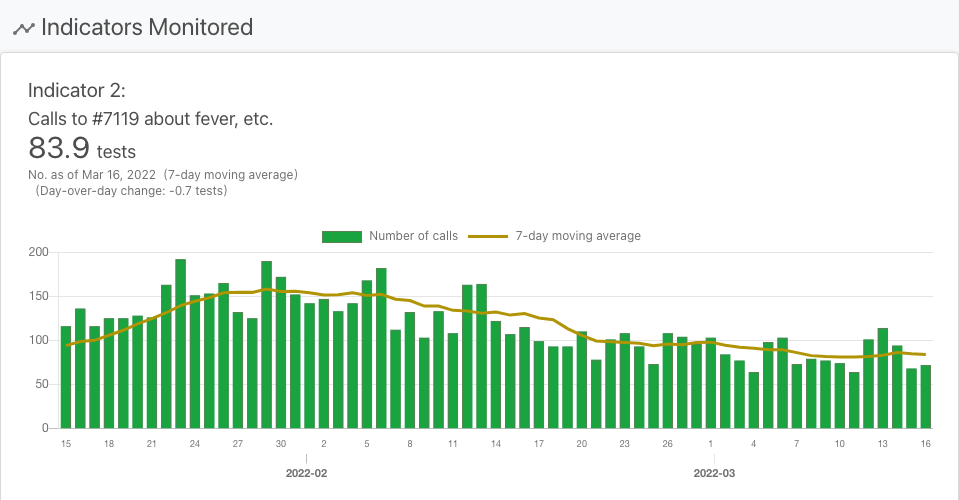 Indicators Monitored
Indicator 2:
Calls to #7119 about fever, etc.
83.9 tests
No. as of Mar 16, 2022 (7-day moving average)
(Day-over-day change: -0.7 tests)
Number of calls 7-day moving average
200
150
100
50
0
15 18 21 24 27 30 2 5 8 11 14 17 20 23 26 1 4 7 10 13 16
2022-02 2022-03